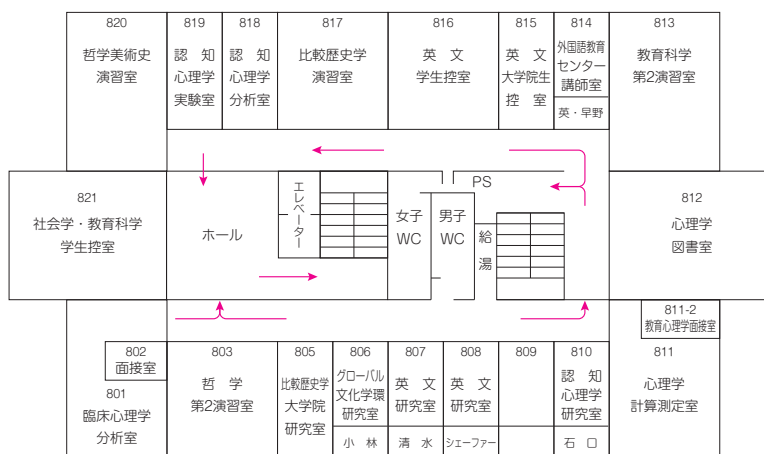 820
哲学美術史
演習室
819
認　知
心理学
実験室
818
認　知
心理学
分析室
817
比較歴史学
演習室
816
英　文
学生控室
815
英　文
大学院生
控　室
814
外国語教育
センター
講師室
英・早野
813
教育科学
第2演習室
821
社会学・教育科学
学生控室
ホール
エレベーター
女子
WC
男子
WC
PS
給
湯
812
心理学
図書室
811-2
教育心理学面接室
802
面接室
801
臨床心理学
分析室
803
哲　学
第2演習室
805
比較歴史学
大学院
研究室
806
グローバル
文化学環
研究室
小　林
807
英　文
研究室
清　水
808
英　文
研究室
シェーファー
809
810
認　知
心理学
研究室
石　口
811
心理学
計算測定室